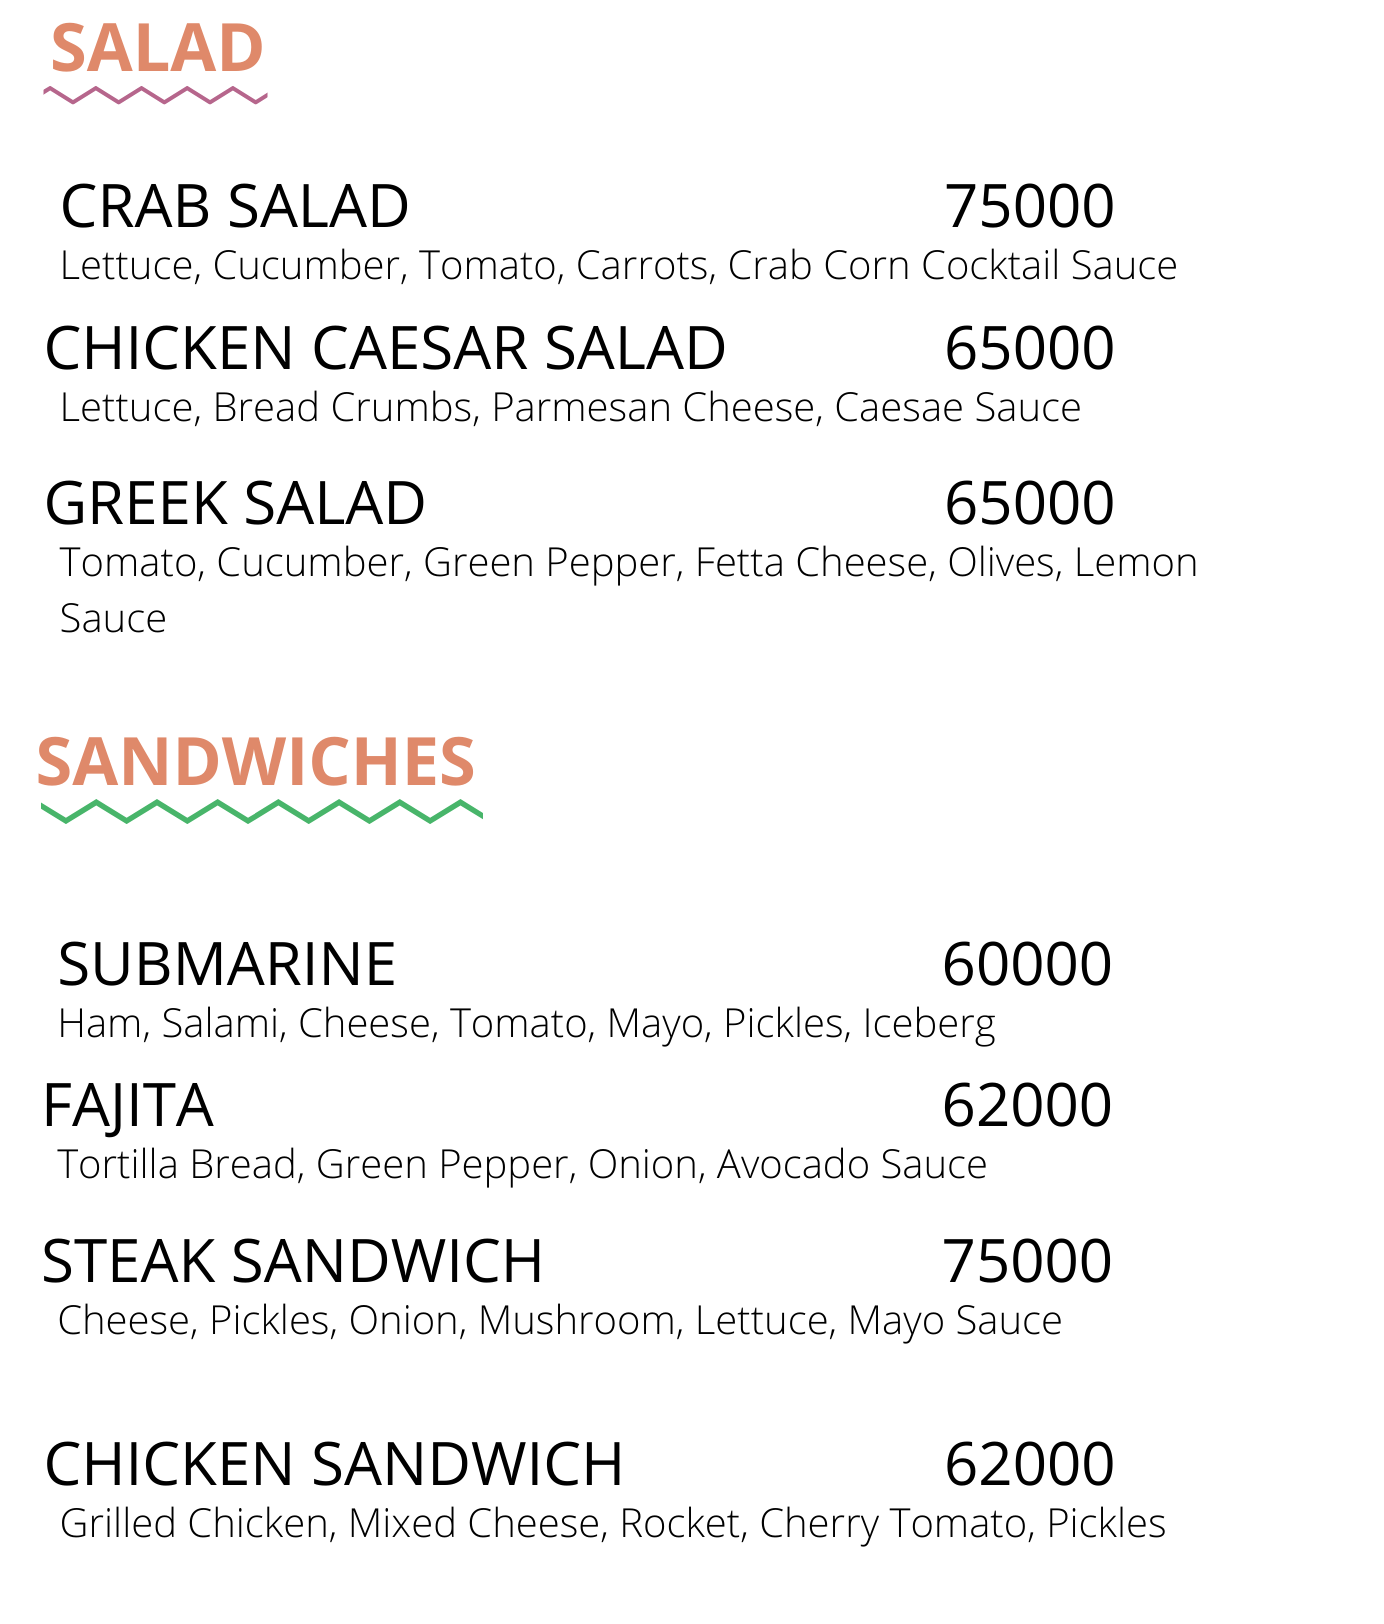 SALAD
CRAB SALAD 75000
Lettuce, Cucumber, Tomato, Carrots, Crab Corn Cocktail Sauce
CHICKEN CAESAR SALAD 65000
Lettuce, Bread Crumbs, Parmesan Cheese, Caesae Sauce
GREEK SALAD 65000
Tomato, Cucumber, Green Pepper, Fetta Cheese, Olives, Lemon
Sauce
SANDWICHES
SUBMARINE 60000
Ham, Salami, Cheese, Tomato, Mayo, Pickles, Iceberg
FAJITA 62000
Tortilla Bread, Green Pepper, Onion, Avocado Sauce
STEAK SANDWICH 75000
Cheese, Pickles, Onion, Mushroom, Lettuce, Mayo Sauce
CHICKEN SANDWICH 62000
Grilled Chicken, Mixed Cheese, Rocket, Cherry Tomato, Pickles